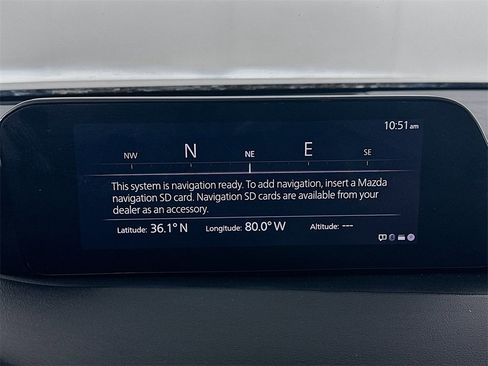 10:51 am
NW N NE E SE
This system is navigation ready. To add navigation, insert a Mazda
navigation SD card. Navigation SD cards are available from your
dealer as an accessory.
Latitude: 36.1° N Longitude: 80.0° W Altitude: ---